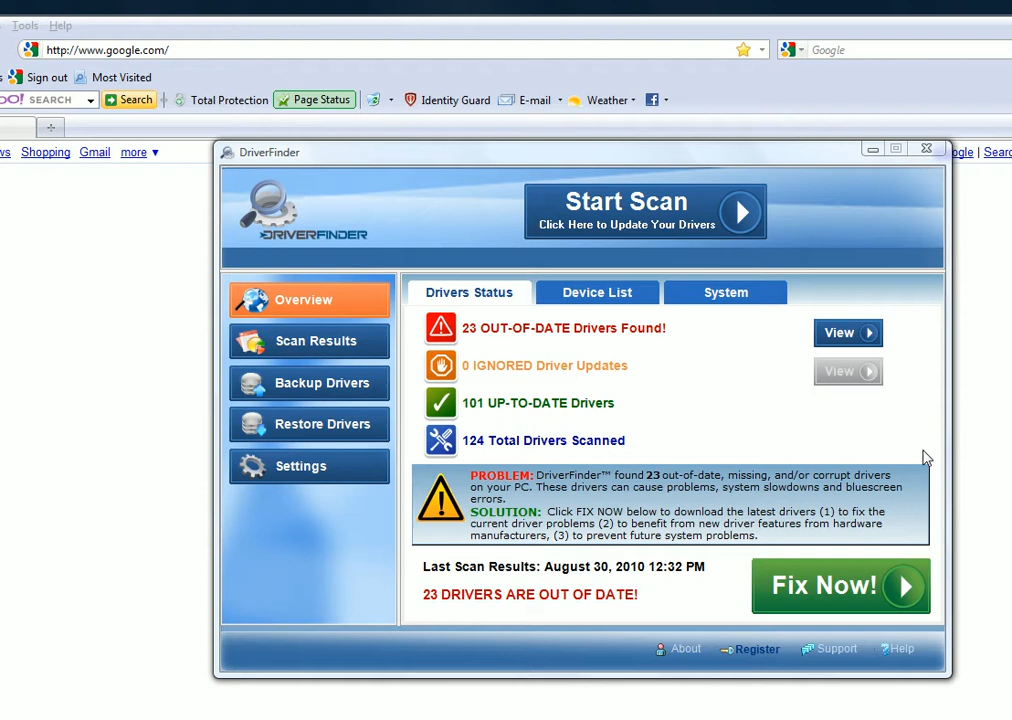 Tools Help
http://www.google.com/ Google
Sign out Most Visited
OO! SEARCH Search Total Protection Page Status Identity Guard E-mail Weather
ws Shopping Gmail more ▼
ogle | Searc
DriverFinder
DRIVERFINDER
Start Scan
Click Here to Update Your Drivers
Overview
Scan Results
Backup Drivers
Restore Drivers
Settings
Drivers Status Device List System
23 OUT-OF-DATE Drivers Found! View
0 IGNORED Driver Updates View
101 UP-TO-DATE Drivers
124 Total Drivers Scanned
PROBLEM: DriverFinder™ found 23 out-of-date, missing, and/or corrupt drivers
on your PC. These drivers can cause problems, system slowdowns and bluescreen
errors.
SOLUTION: Click FIX NOW below to download the latest drivers (1) to fix the
current driver problems (2) to benefit from new driver features from hardware
manufacturers, (3) to prevent future system problems.
Last Scan Results: August 30, 2010 12:32 PM
23 DRIVERS ARE OUT OF DATE!
Fix Now!
About Register Support Help